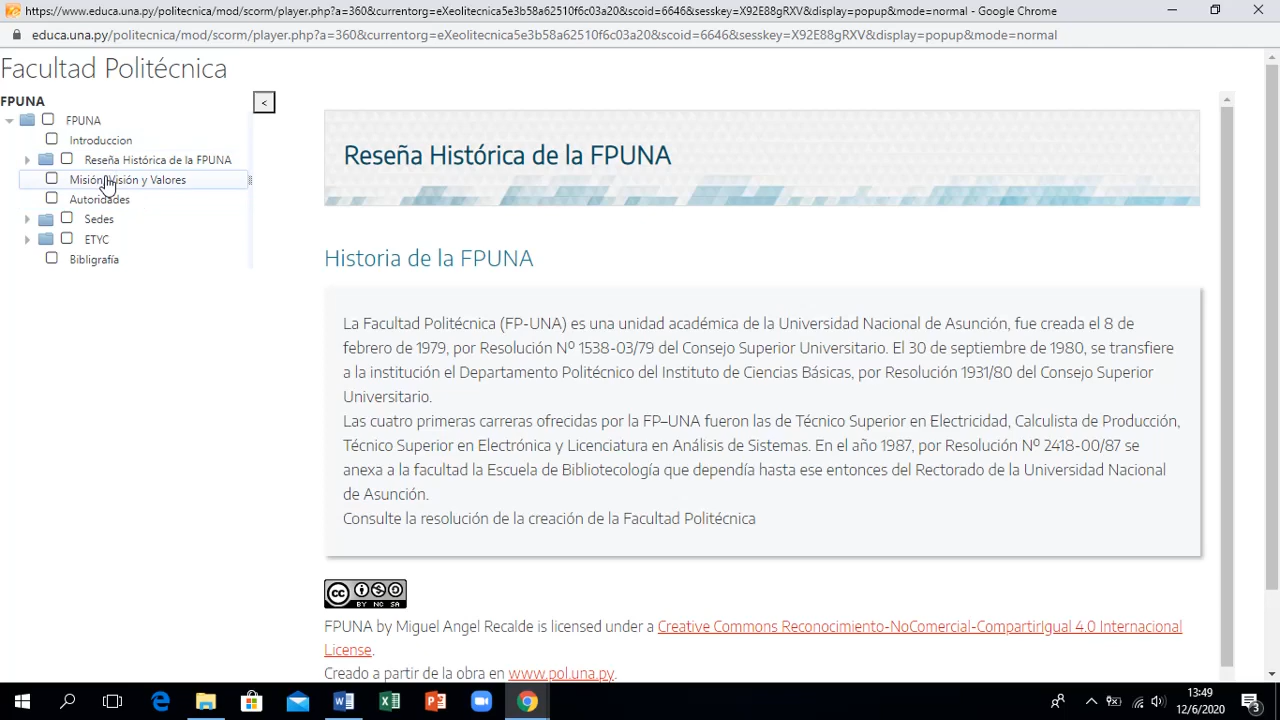 https://www.educa.una.py/politecnica/mod/scorm/player.php?a=360&currentorg=eXeolitecnica5e3b58a62510f6c03a20&scoid=6646&sesskey=X92E88gRXV&display=popup&mode=normal - Google Chrome
educa.una.py/politecnica/mod/scorm/player.php?a=360&currentorg=eXeolitecnica5e3b58a62510f6c03a20&scoid=6646&sesskey=X92E88gRXV&display=popup&mode=normal
Facultad Politécnica
FPUNA
<
FPUNA
Introduccion
Reseña Histórica de la FPUNA
Misión, Visión y Valores
Autoridades
Sedes
ETYC
Bibligrafía
Reseña Histórica de la FPUNA
Historia de la FPUNA
La Facultad Politécnica (FP-UNA) es una unidad académica de la Universidad Nacional de Asunción, fue creada el 8 de
febrero de 1979, por Resolución Nº 1538-03/79 del Consejo Superior Universitario. El 30 de septiembre de 1980, se transfiere
a la institución el Departamento Politécnico del Instituto de Ciencias Básicas, por Resolución 1931/80 del Consejo Superior
Universitario.
Las cuatro primeras carreras ofrecidas por la FP–UNA fueron las de Técnico Superior en Electricidad, Calculista de Producción,
Técnico Superior en Electrónica y Licenciatura en Análisis de Sistemas. En el año 1987, por Resolución Nº 2418-00/87 se
anexa a la facultad la Escuela de Bibliotecología que dependía hasta ese entonces del Rectorado de la Universidad Nacional
de Asunción.
Consulte la resolución de la creación de la Facultad Politécnica
cc BY NC SA
FPUNA by Miguel Angel Recalde is licensed under a Creative Commons Reconocimiento-NoComercial-CompartirIgual 4.0 Internacional
License.
Creado a partir de la obra en www.pol.una.py.
13:49
12/6/2020
3